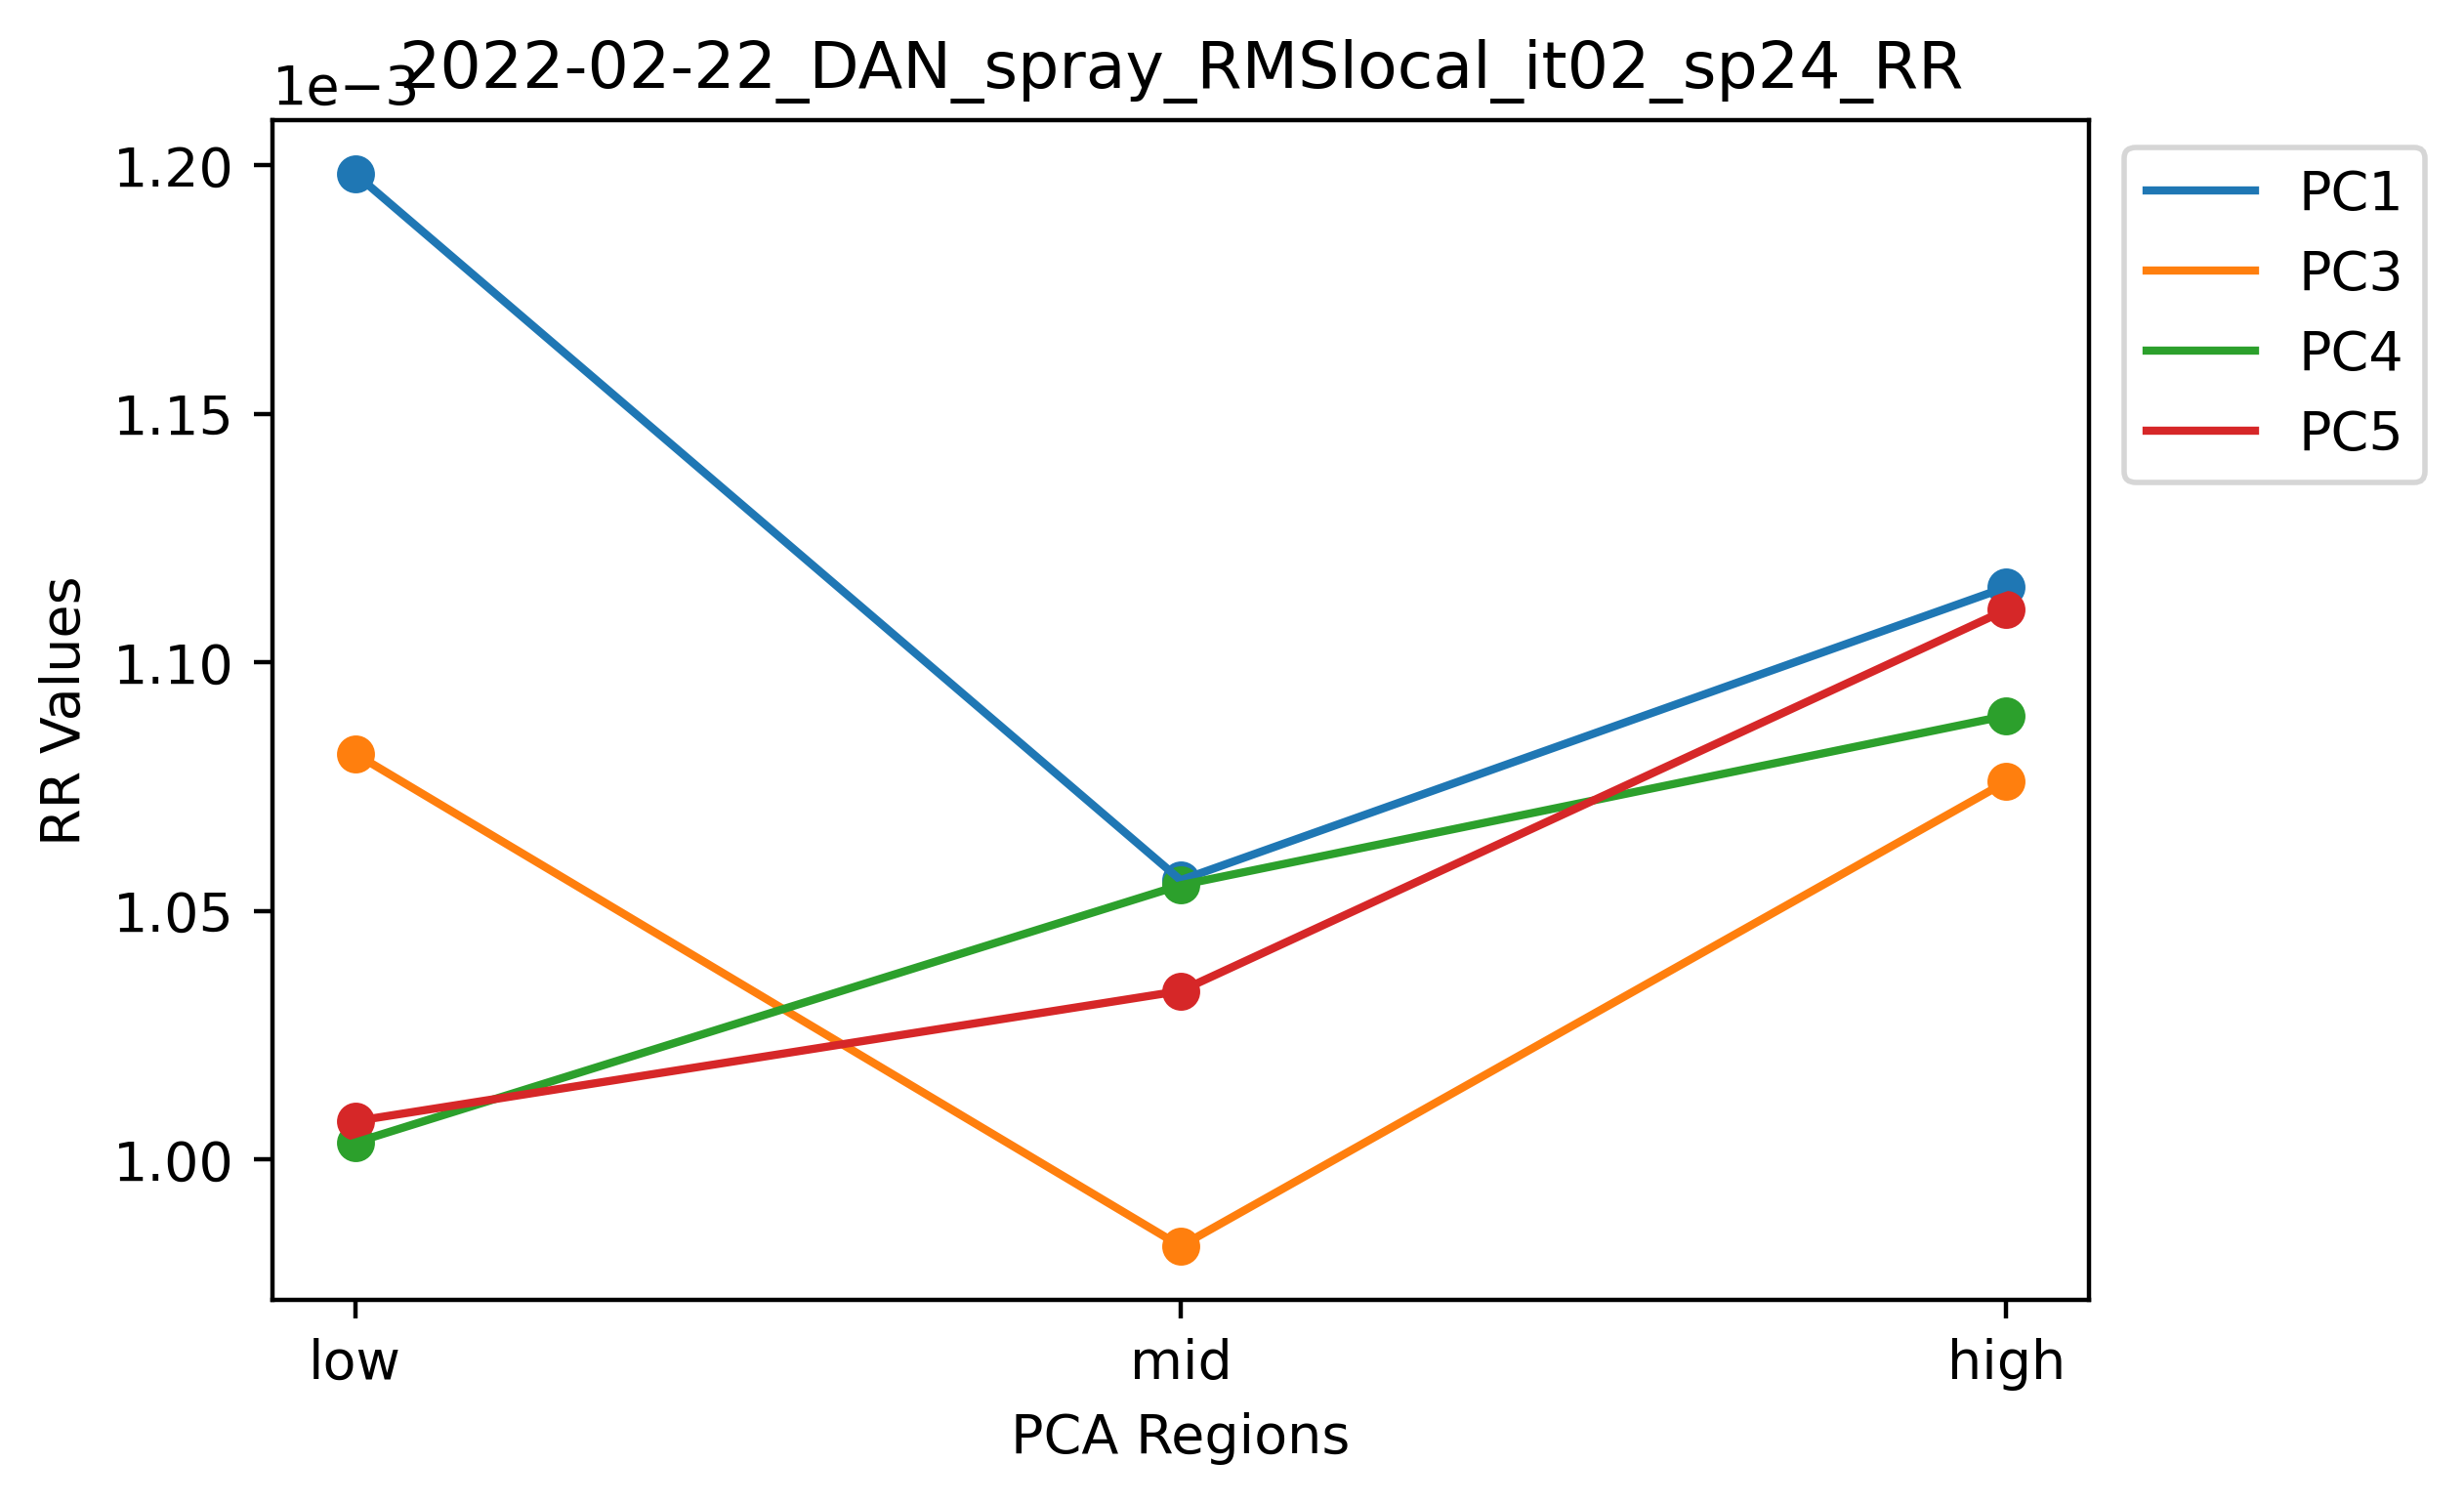 2022-02-22_DAN_spray_RMSlocal_it02_sp24_RR
1e−3
1.20
1.15
1.10
1.05
1.00
RR Values
low
mid
high
PCA Regions
PC1
PC3
PC4
PC5